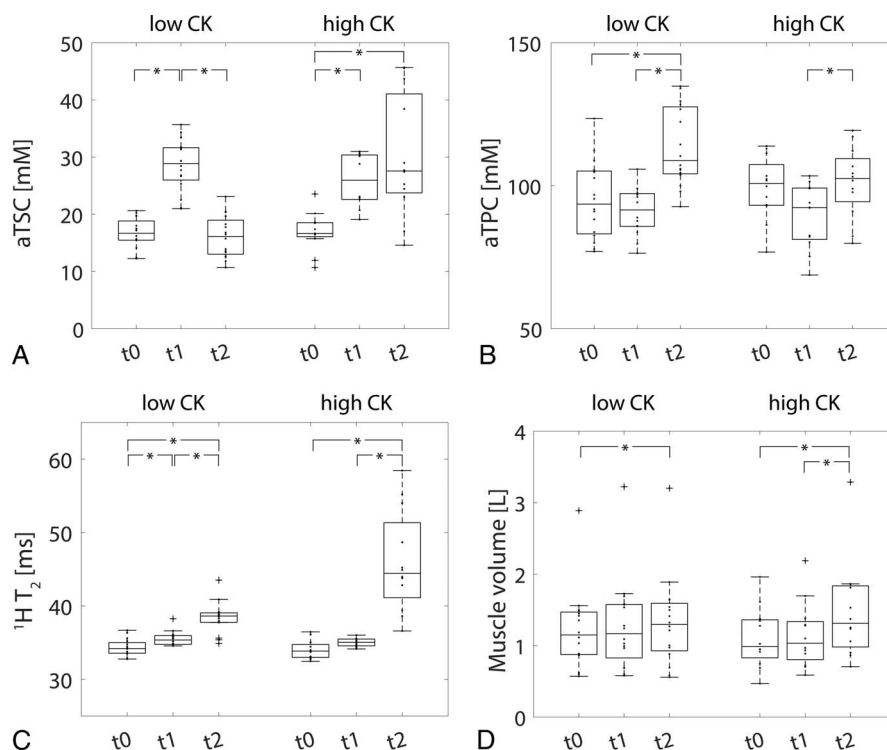 low CK high CK
50
40
30
20
10
0
aTSC [mM]
* * * *
t0 t1 t2 t0 t1 t2
A
low CK high CK
150
100
50
aTPC [mM]
* * *
t0 t1 t2 t0 t1 t2
B
low CK high CK
60
50
40
30
¹H T₂ [ms]
* * * * *
t0 t1 t2 t0 t1 t2
C
low CK high CK
4
3
2
1
0
Muscle volume [L]
* * *
t0 t1 t2 t0 t1 t2
D